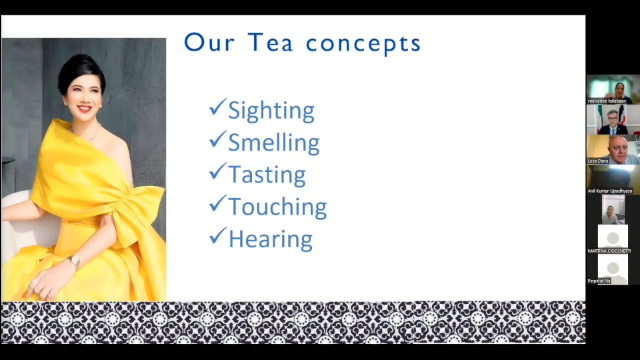 Our Tea concepts
✓Sighting
✓Smelling
✓Tasting
✓Touching
✓Hearing
Luca Dana
Anil Kumar Upadhyaya